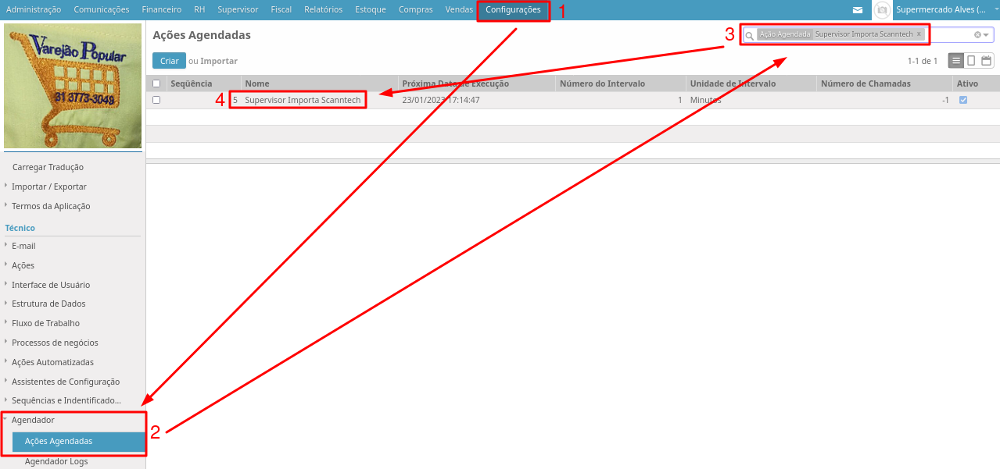 Administração Comunicações Financeiro RH Supervisor Fiscal Relatórios Estoque Compras Vendas Configurações 1 Supermercado Alves (...
Varejão Popular
31 3773-3049
Ações Agendadas
3 Ação Agendada Supervisor Importa Scanntech x
Criar ou Importar
1-1 de 1
Seqüência Nome Próxima Data de Execução Número do Intervalo Unidade de Intervalo Número de Chamadas Ativo
4 5 Supervisor Importa Scanntech 23/01/2023 17:14:47 1 Minutos -1
Carregar Tradução
Importar / Exportar
Termos da Aplicação
Técnico
E-mail
Ações
Interface de Usuário
Estrutura de Dados
Fluxo de Trabalho
Processos de negócios
Ações Automatizadas
Assistentes de Configuração
Sequências e Indentificado...
Agendador
2
Ações Agendadas
Agendador Logs